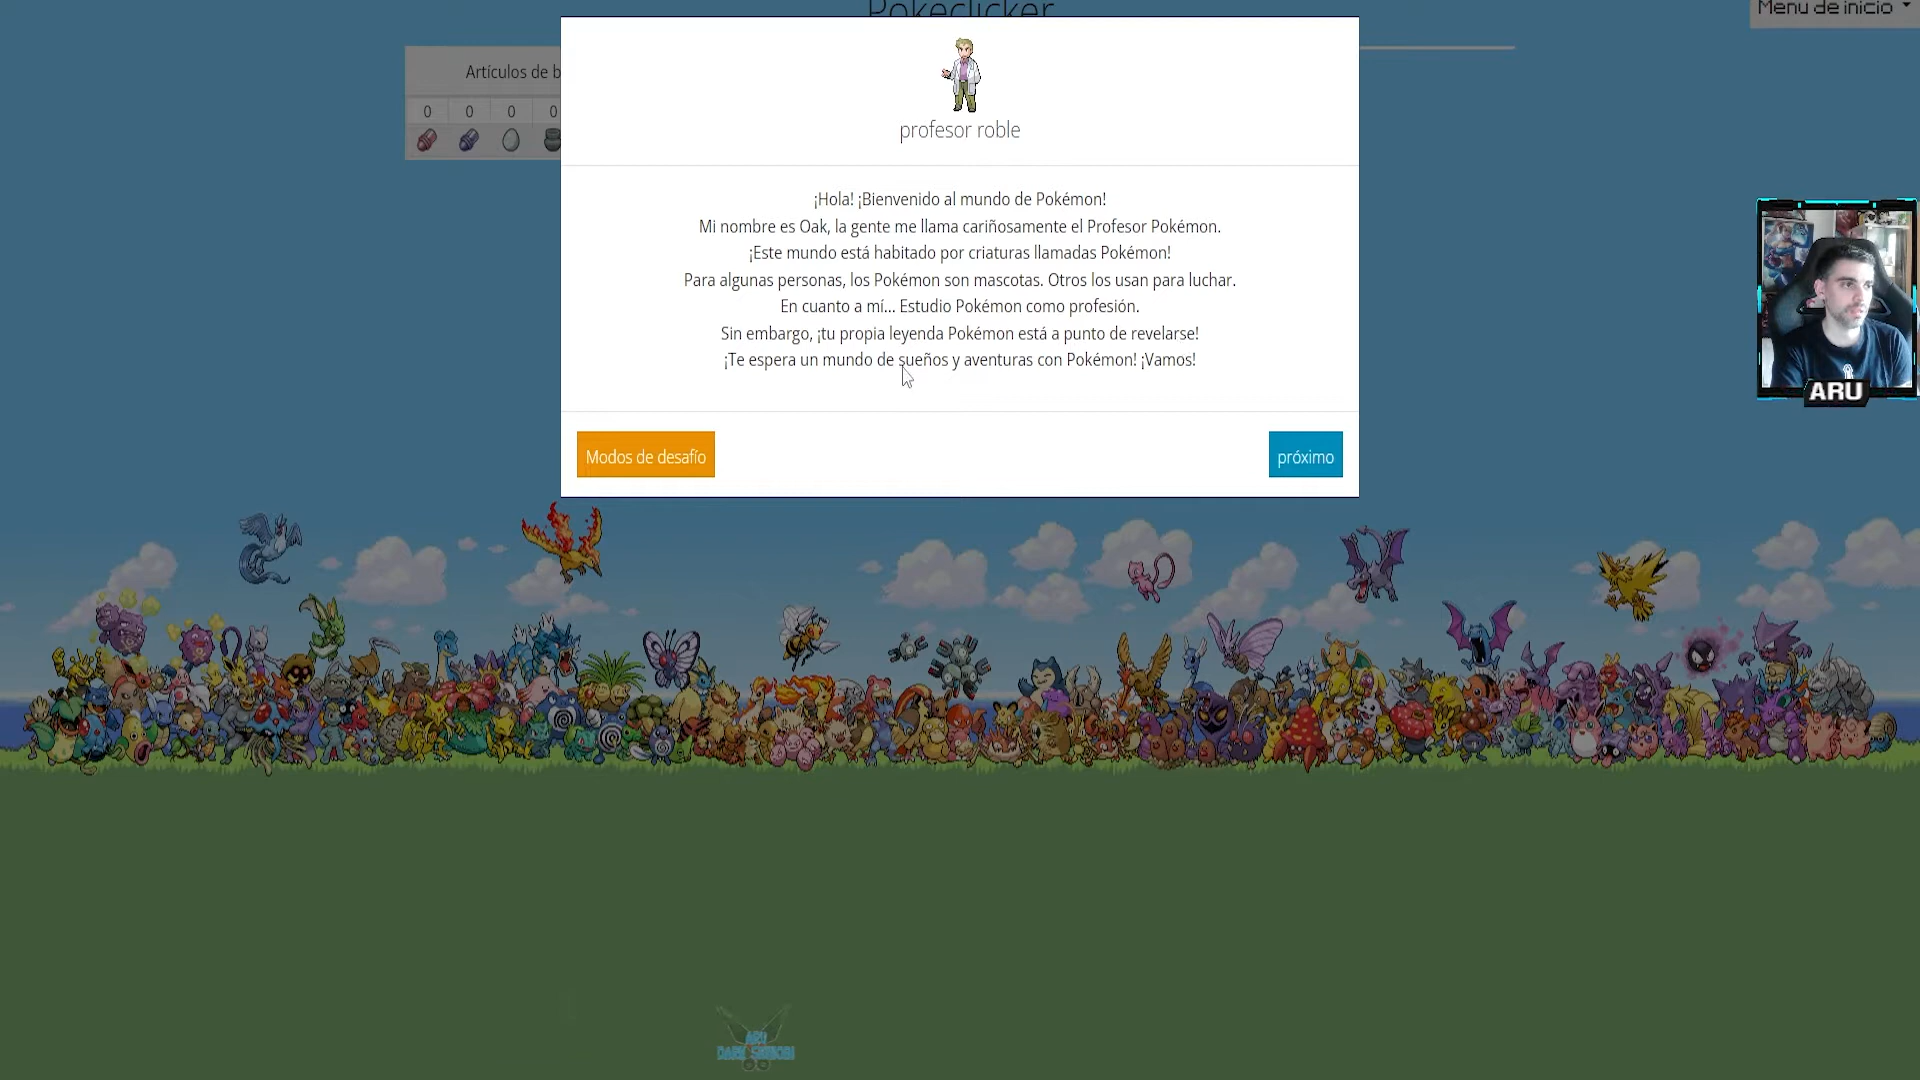 Pokéclicker
Menú de inicio
Artículos de b
0 0 0 0
profesor roble
¡Hola! ¡Bienvenido al mundo de Pokémon!
Mi nombre es Oak, la gente me llama cariñosamente el Profesor Pokémon.
¡Este mundo está habitado por criaturas llamadas Pokémon!
Para algunas personas, los Pokémon son mascotas. Otros los usan para luchar.
En cuanto a mí... Estudio Pokémon como profesión.
Sin embargo, ¡tu propia leyenda Pokémon está a punto de revelarse!
¡Te espera un mundo de sueños y aventuras con Pokémon! ¡Vamos!
Modos de desafío
próximo
ARU
ARU
DARK SHINOBI